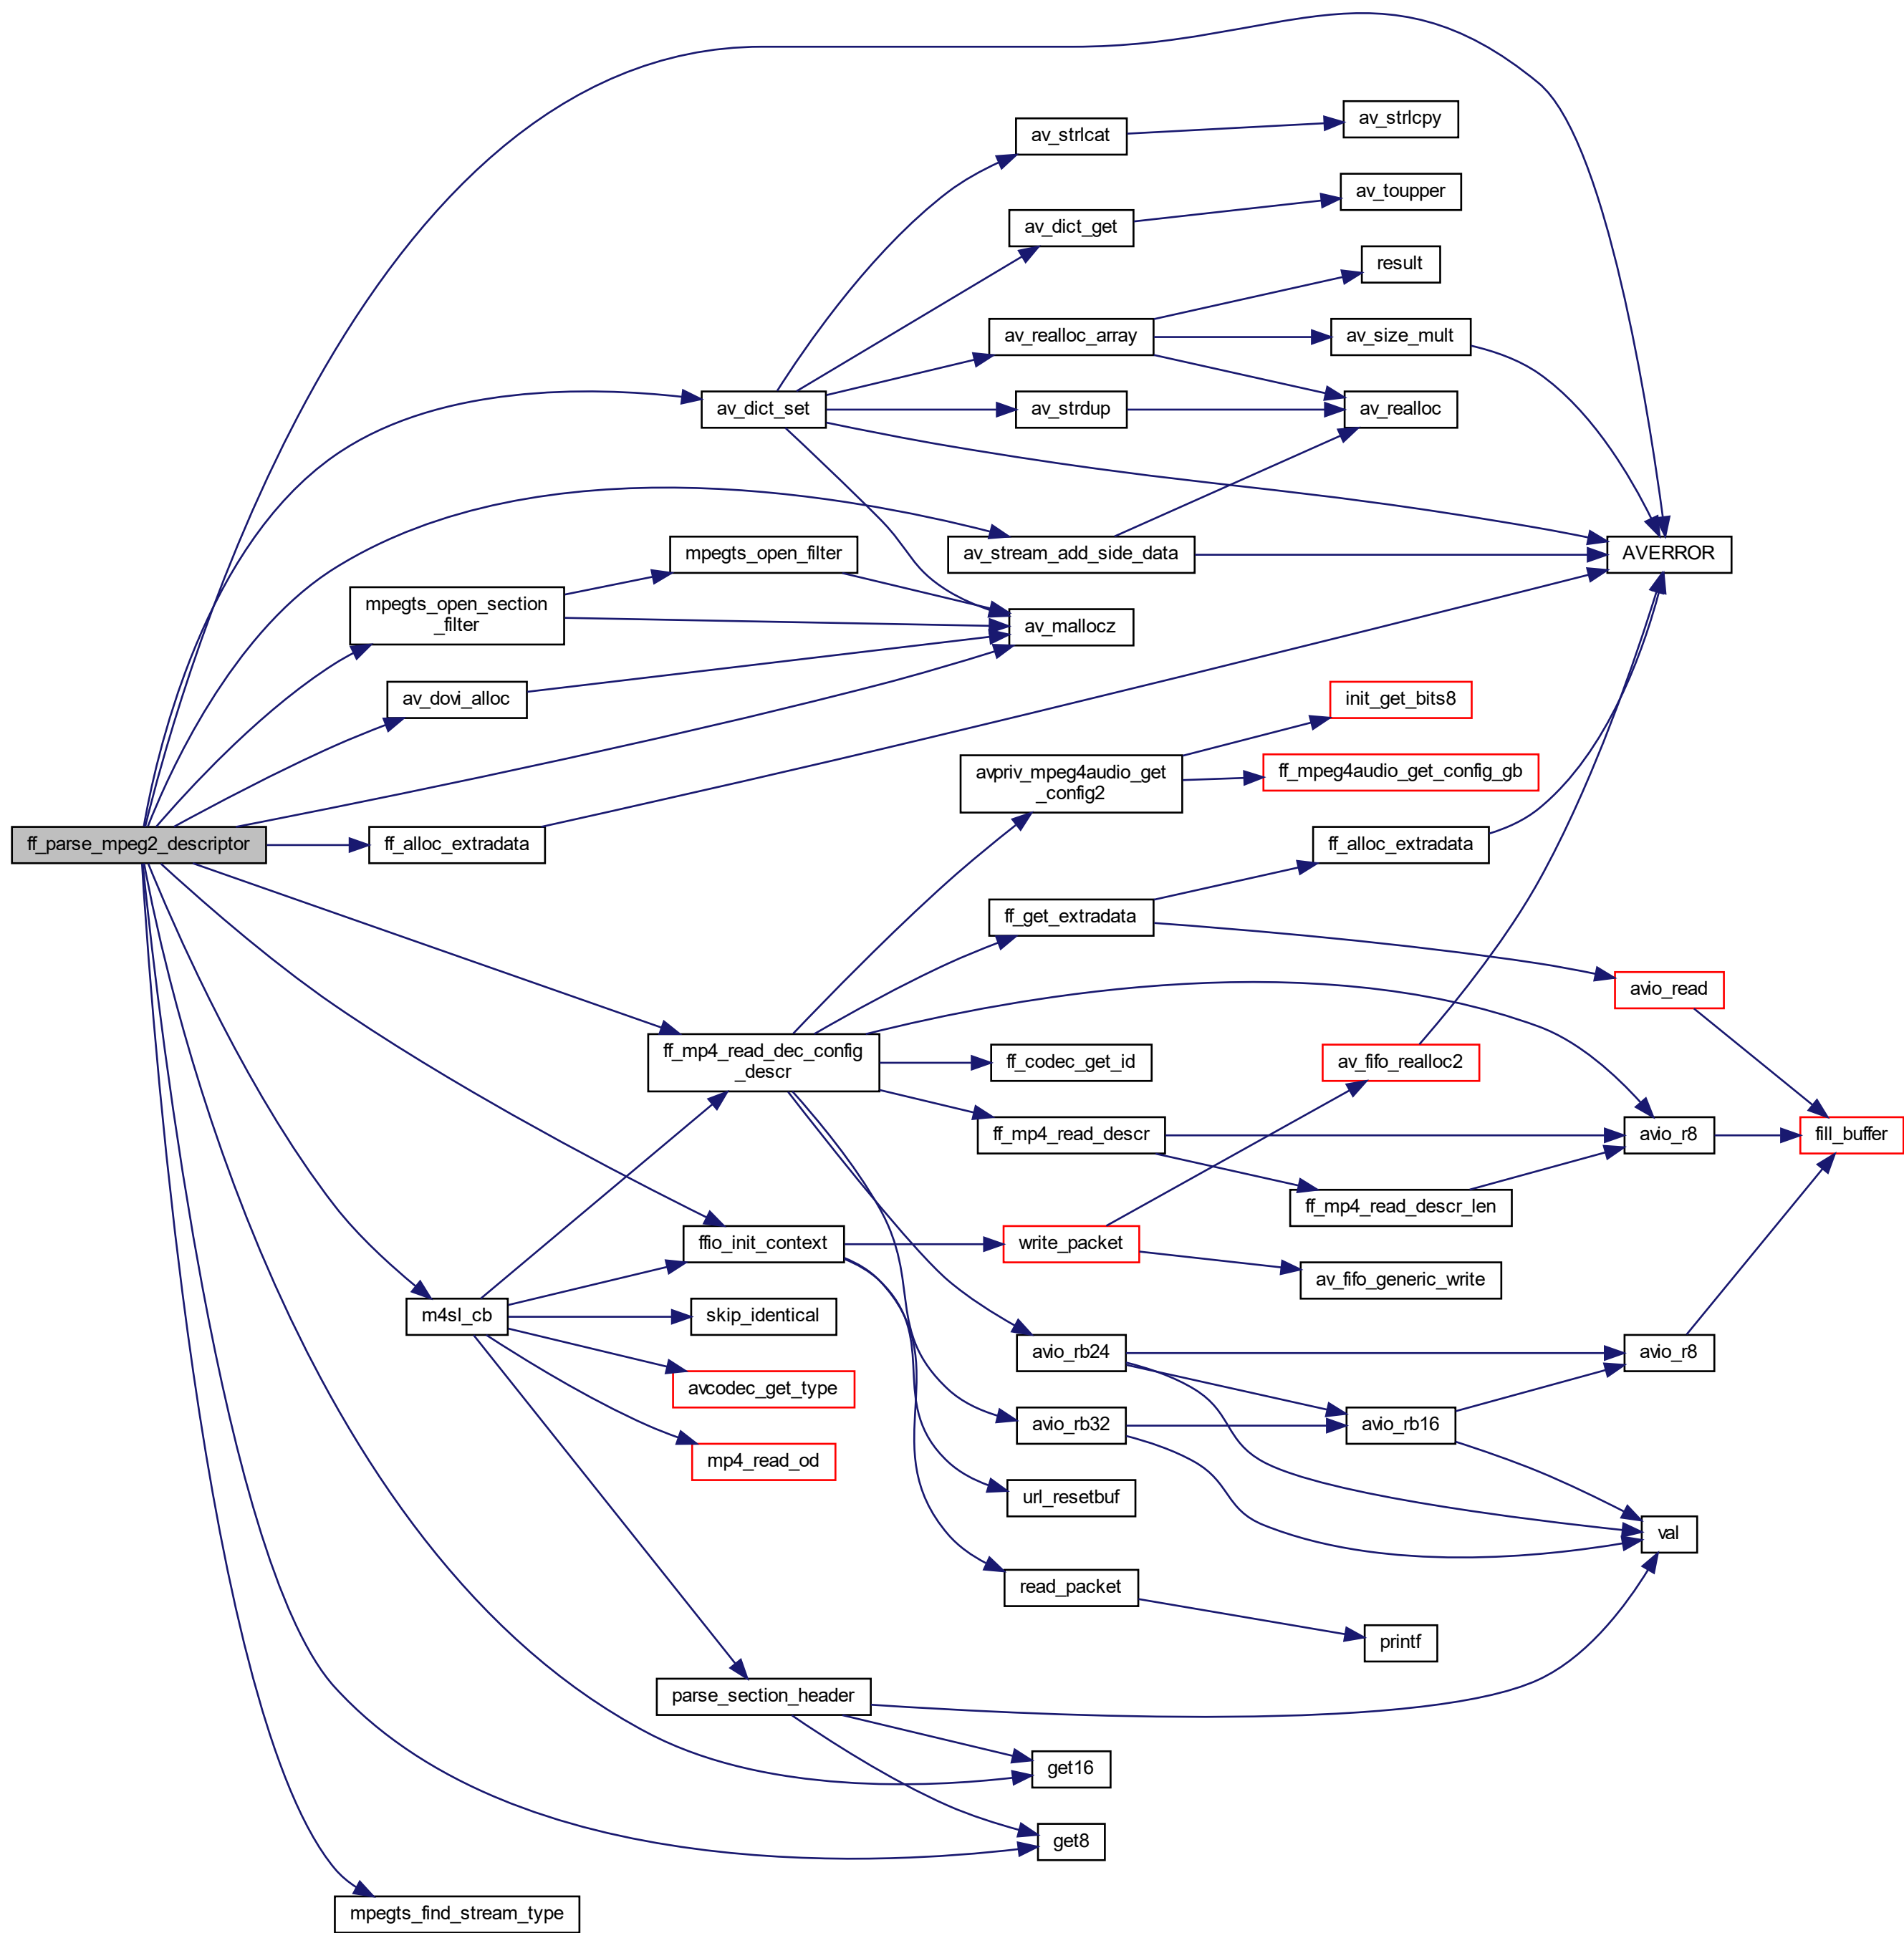 av_strlcat
av_strlcpy
av_toupper
av_dict_get
result
av_realloc_array
av_size_mult
av_dict_set
av_strdup
av_realloc
mpegts_open_filter
av_stream_add_side_data
AVERROR
mpegts_open_section
_filter
av_mallocz
av_dovi_alloc
init_get_bits8
avpriv_mpeg4audio_get
_config2
ff_mpeg4audio_get_config_gb
ff_parse_mpeg2_descriptor
ff_alloc_extradata
ff_alloc_extradata
ff_get_extradata
avio_read
ff_mp4_read_dec_config
_descr
ff_codec_get_id
av_fifo_realloc2
ff_mp4_read_descr
avio_r8
fill_buffer
ff_mp4_read_descr_len
ffio_init_context
write_packet
av_fifo_generic_write
m4sl_cb
skip_identical
avio_rb24
avio_r8
avcodec_get_type
avio_rb32
avio_rb16
mp4_read_od
url_resetbuf
val
read_packet
printf
parse_section_header
get16
get8
mpegts_find_stream_type